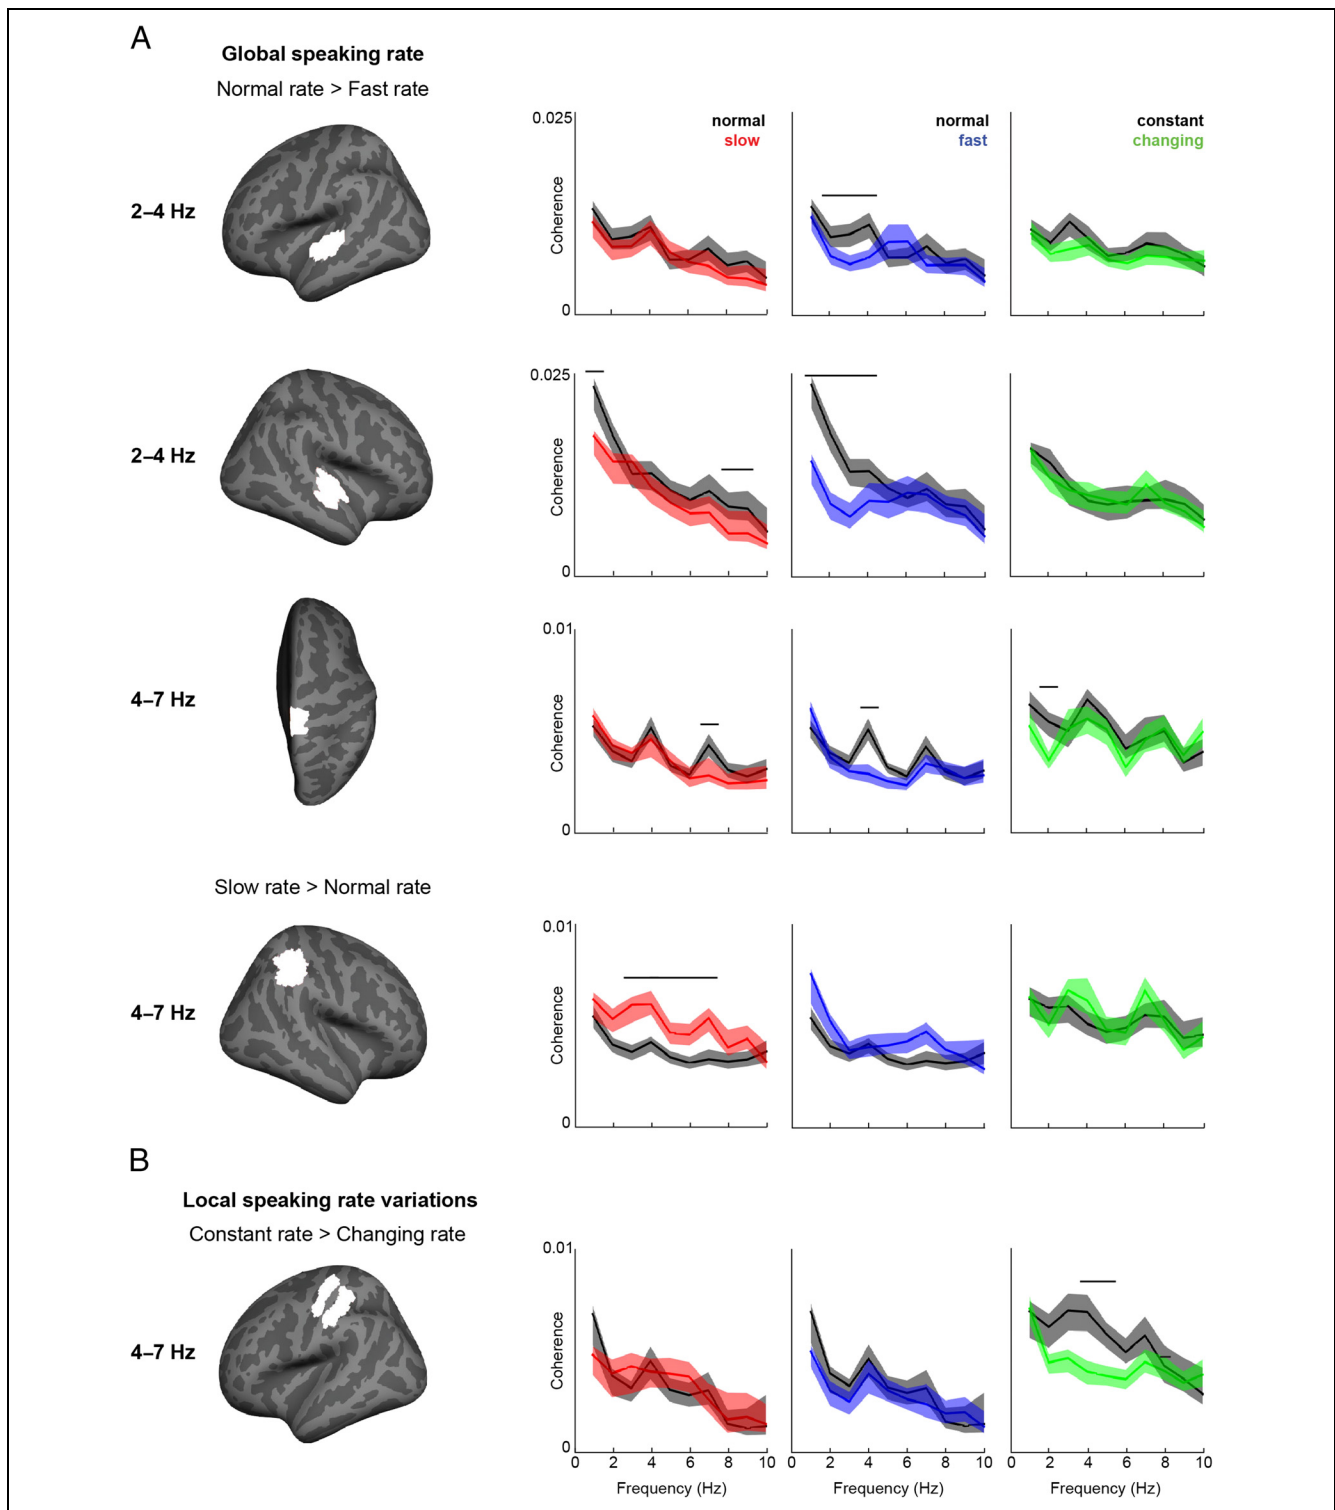 A
Global speaking rate
Normal rate > Fast rate
2–4 Hz
0.025
Coherence
0
normal
slow
normal
fast
constant
changing
2–4 Hz
0.025
Coherence
0
4–7 Hz
0.01
Coherence
0
Slow rate > Normal rate
4–7 Hz
0.01
Coherence
0
B
Local speaking rate variations
Constant rate > Changing rate
4–7 Hz
0.01
Coherence
0
0 2 4 6 8 10
0 2 4 6 8 10
0 2 4 6 8 10
Frequency (Hz)
Frequency (Hz)
Frequency (Hz)